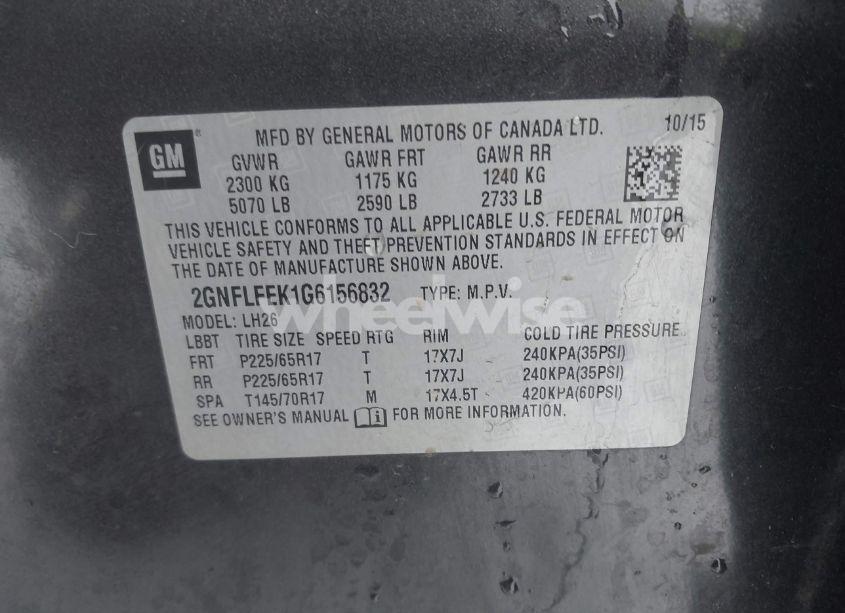 GM
MFD BY GENERAL MOTORS OF CANADA LTD. 10/15
GVWR GAWR FRT GAWR RR
2300 KG 1175 KG 1240 KG
5070 LB 2590 LB 2733 LB
THIS VEHICLE CONFORMS TO ALL APPLICABLE U.S. FEDERAL MOTOR
VEHICLE SAFETY AND THEFT PREVENTION STANDARDS IN EFFECT ON
THE DATE OF MANUFACTURE SHOWN ABOVE.
2GNFLFEK1G6156832 TYPE: M.P.V.
wheelwise
MODEL: LH26
LBBT TIRE SIZE SPEED RTG RIM COLD TIRE PRESSURE
FRT P225/65R17 T 17X7J 240KPA(35PSI)
RR P225/65R17 T 17X7J 240KPA(35PSI)
SPA T145/70R17 M 17X4.5T 420KPA(60PSI)
SEE OWNER'S MANUAL FOR MORE INFORMATION.